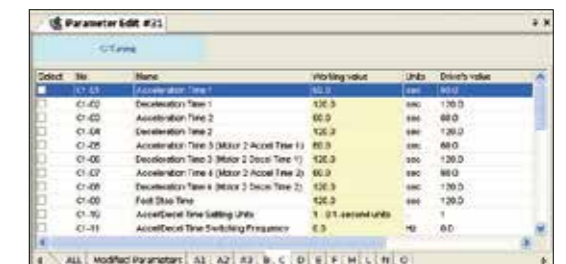 Parameter Edit #21
Select No Name Working value Units Drive's value
C1-01 Acceleration Time 1 60.0 sec 60.0
C1-02 Deceleration Time 1 120.0 sec 120.0
C1-03 Acceleration Time 2 60.0 sec 60.0
C1-04 Deceleration Time 2 120.0 sec 120.0
C1-05 Acceleration Time 3 (Motor 2 Accel Time 1) 60.0 sec 60.0
C1-06 Deceleration Time 3 (Motor 2 Decel Time 1) 120.0 sec 120.0
C1-07 Acceleration Time 4 (Motor 2 Accel Time 2) 60.0 sec 60.0
C1-08 Deceleration Time 4 (Motor 2 Decel Time 2) 120.0 sec 120.0
C1-09 Fast Stop Time 120.0 sec 120.0
C1-10 Accel/Decel Time Setting Units 1 : 0.1-second units 1
C1-11 Accel/Decel Time Switching Frequency 0.0 Hz 0.0
ALL Modified Parameters A1 A2 A3 B C D E F H L N O